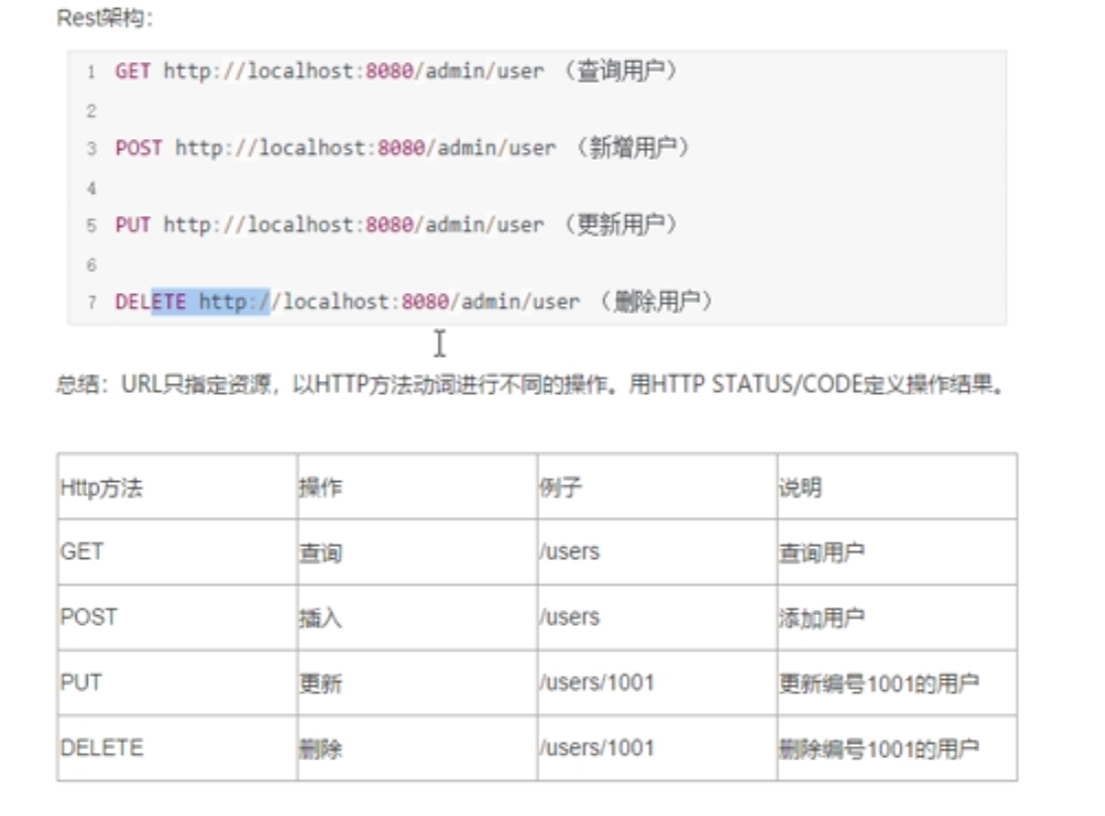 Rest架构：
1 GET http://localhost:8080/admin/user （查询用户）
2
3 POST http://localhost:8080/admin/user （新增用户）
4
5 PUT http://localhost:8080/admin/user （更新用户）
6
7 DELETE http://localhost:8080/admin/user （删除用户）
总结：URL只指定资源，以HTTP方法动词进行不同的操作。用HTTP STATUS/CODE定义操作结果。
Http方法 操作 例子 说明
GET 查询 /users 查询用户
POST 插入 /users 添加用户
PUT 更新 /users/1001 更新编号1001的用户
DELETE 删除 /users/1001 删除编号1001的用户